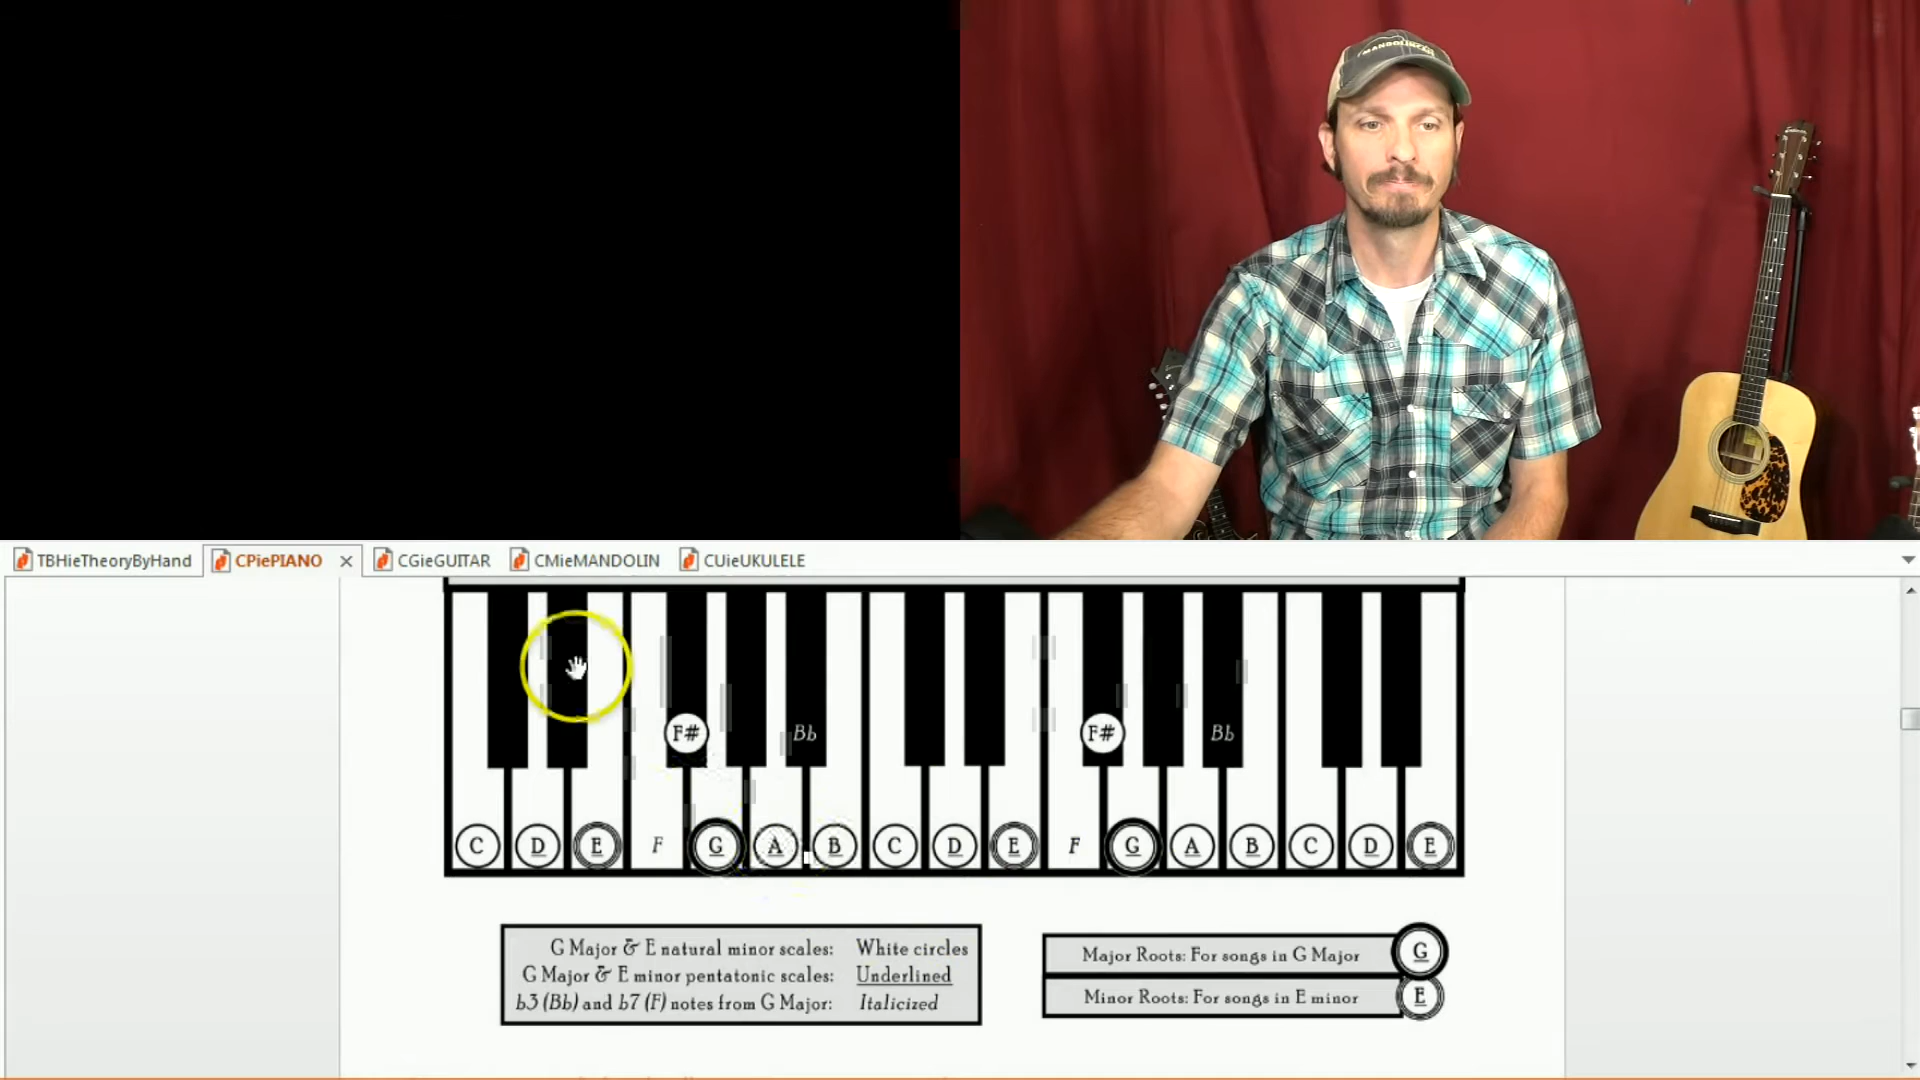 TBHieTheoryByHand CPiePIANO CGieGUITAR CMieMANDOLIN CUieUKULELE
F# Bb F# Bb
C D E F G A B C D E F G A B C D E
G Major & E natural minor scales: White circles
G Major & E minor pentatonic scales: Underlined
b3 (Bb) and b7 (F) notes from G Major: Italicized
Major Roots: For songs in G Major G
Minor Roots: For songs in E minor E